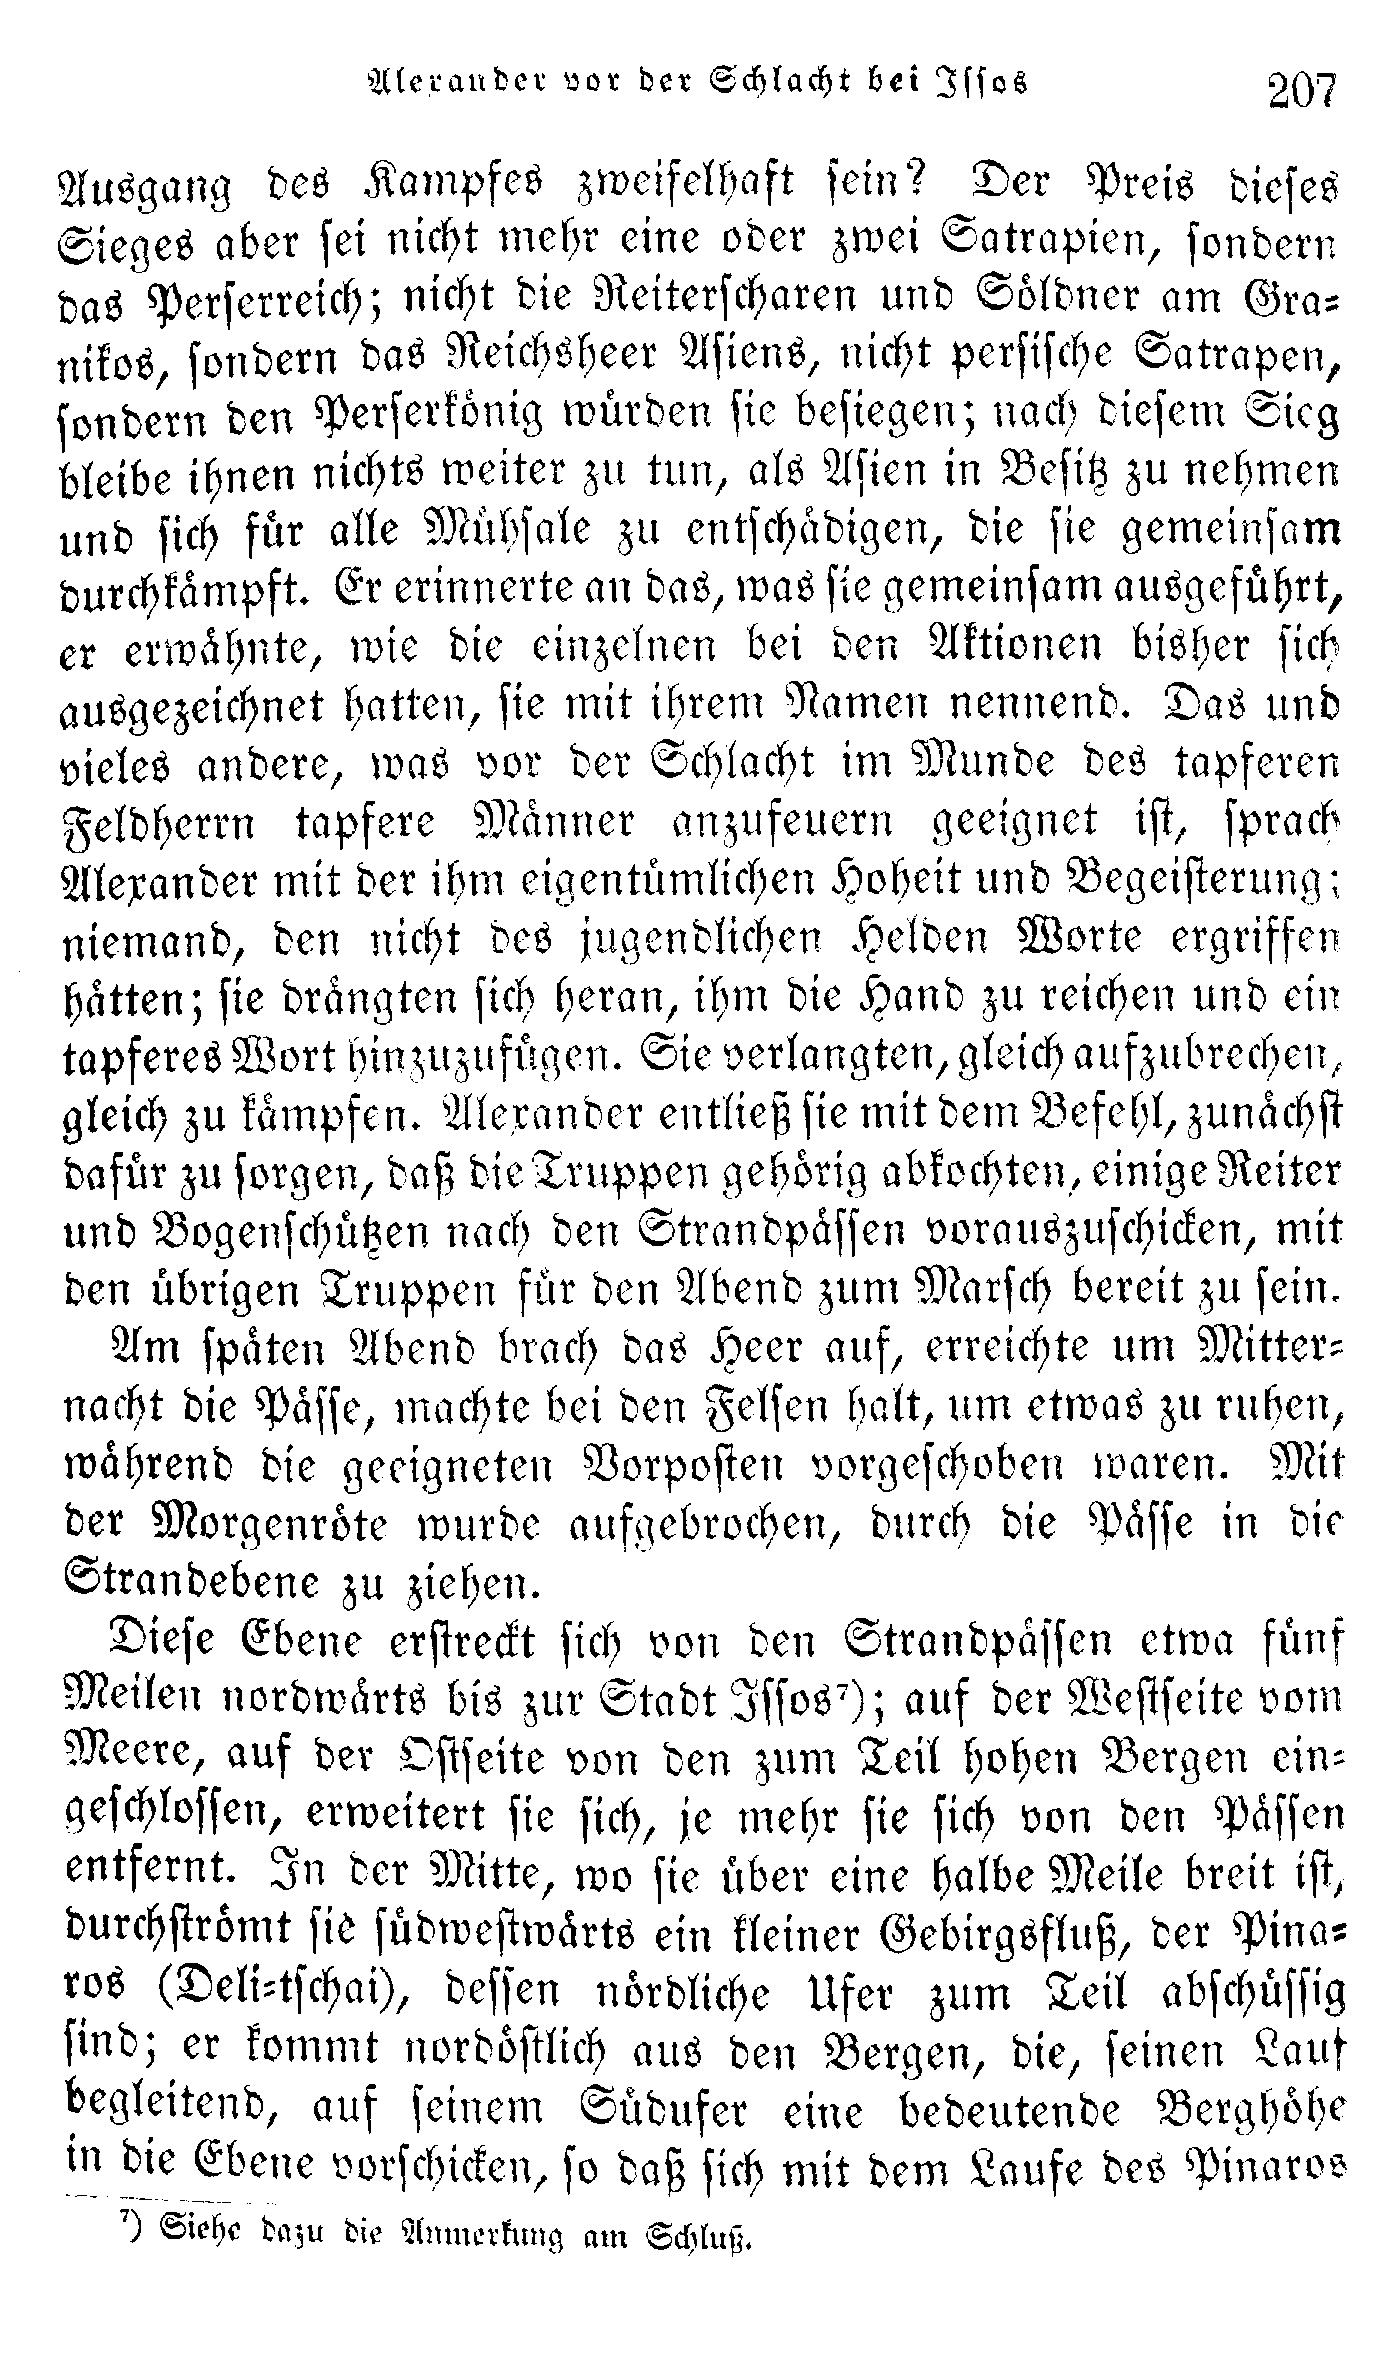 Alexander vor der Schlacht bei Issos 207
Ausgang des Kampfes zweifelhaft sein? Der Preis dieses
Sieges aber sei nicht mehr eine oder zwei Satrapien, sondern
das Perserreich; nicht die Reiterscharen und Söldner am Gra-
nikos, sondern das Reichsheer Asiens, nicht persische Satrapen,
sondern den Perserkönig würden sie besiegen; nach diesem Sieg
bleibe ihnen nichts weiter zu tun, als Asien in Besitz zu nehmen
und sich für alle Mühsale zu entschädigen, die sie gemeinsam
durchkämpft. Er erinnerte an das, was sie gemeinsam ausgeführt,
er erwähnte, wie die einzelnen bei den Aktionen bisher sich
ausgezeichnet hatten, sie mit ihrem Namen nennend. Das und
vieles andere, was vor der Schlacht im Munde des tapferen
Feldherrn tapfere Männer anzufeuern geeignet ist, sprach
Alexander mit der ihm eigentümlichen Hoheit und Begeisterung;
niemand, den nicht des jugendlichen Helden Worte ergriffen
hätten; sie drängten sich heran, ihm die Hand zu reichen und ein
tapferes Wort hinzuzufügen. Sie verlangten, gleich aufzubrechen,
gleich zu kämpfen. Alexander entließ sie mit dem Befehl, zunächst
dafür zu sorgen, daß die Truppen gehörig abkochten, einige Reiter
und Bogenschützen nach den Strandpässen vorauszuschicken, mit
den übrigen Truppen für den Abend zum Marsch bereit zu sein.
Am späten Abend brach das Heer auf, erreichte um Mitter-
nacht die Pässe, machte bei den Felsen halt, um etwas zu ruhen,
während die geeigneten Vorposten vorgeschoben waren. Mit
der Morgenröte wurde aufgebrochen, durch die Pässe in die
Strandebene zu ziehen.
Diese Ebene erstreckt sich von den Strandpässen etwa fünf
Meilen nordwärts bis zur Stadt Issos⁷); auf der Westseite vom
Meere, auf der Ostseite von den zum Teil hohen Bergen ein-
geschlossen, erweitert sie sich, je mehr sie sich von den Pässen
entfernt. In der Mitte, wo sie über eine halbe Meile breit ist,
durchströmt sie südwestwärts ein kleiner Gebirgsfluß, der Pina-
ros (Deli-tschai), dessen nördliche Ufer zum Teil abschüssig
sind; er kommt nordöstlich aus den Bergen, die, seinen Lauf
begleitend, auf seinem Südufer eine bedeutende Berghöhe
in die Ebene vorschicken, so daß sich mit dem Laufe des Pinaros
⁷) Siehe dazu die Anmerkung am Schluß.